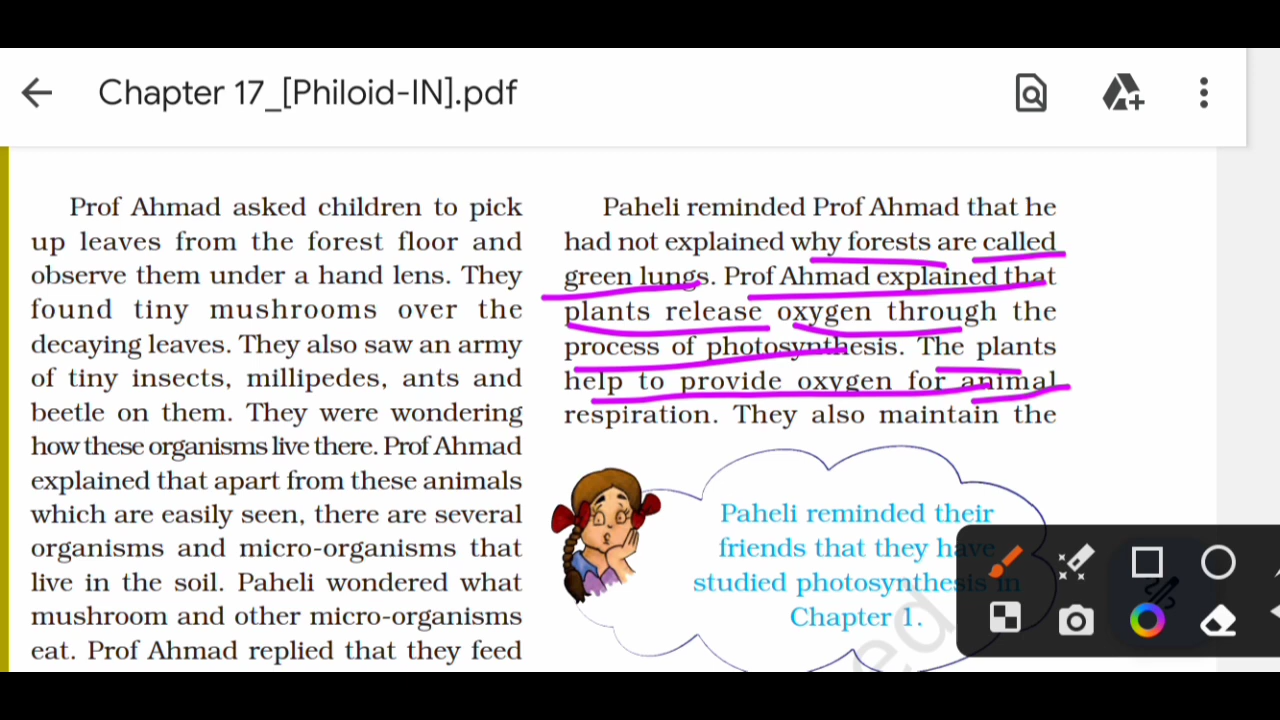 Chapter 17_[Philoid-IN].pdf
Prof Ahmad asked children to pick
up leaves from the forest floor and
observe them under a hand lens. They
found tiny mushrooms over the
decaying leaves. They also saw an army
of tiny insects, millipedes, ants and
beetle on them. They were wondering
how these organisms live there. Prof Ahmad
explained that apart from these animals
which are easily seen, there are several
organisms and micro-organisms that
live in the soil. Paheli wondered what
mushroom and other micro-organisms
eat. Prof Ahmad replied that they feed
Paheli reminded Prof Ahmad that he
had not explained why forests are called
green lungs. Prof Ahmad explained that
plants release oxygen through the
process of photosynthesis. The plants
help to provide oxygen for animal
respiration. They also maintain the
Paheli reminded their
friends that they have
studied photosynthesis in
Chapter 1.
ed